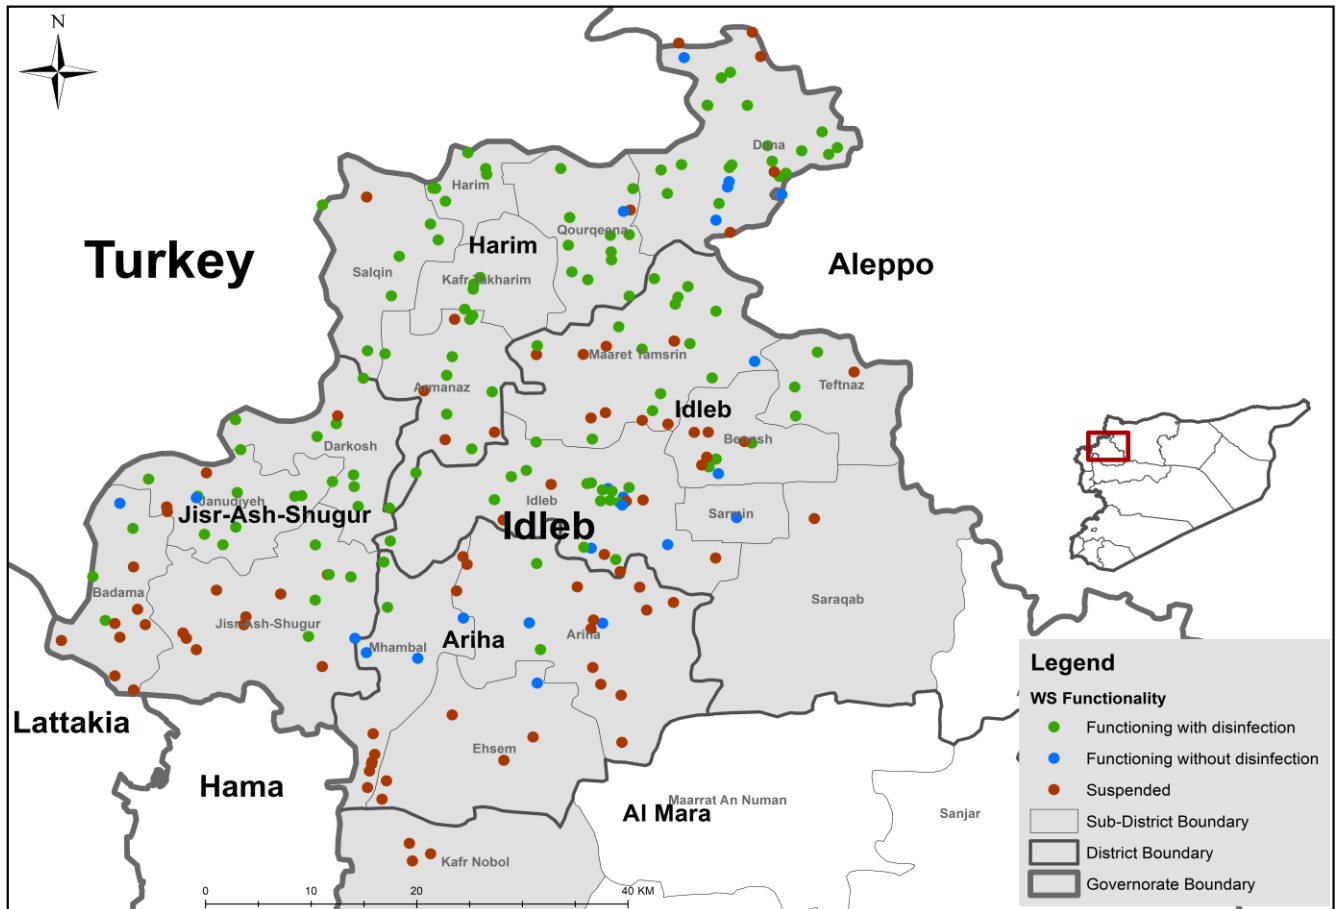 N
Dana
Harim
Qourqeena
Turkey
Harim
Aleppo
Salqin
Kafr Takharim
Maaret Tamsrin
Teftnaz
Armanaz
Idleb
Darkosh
Benish
Janudiyeh
Idleb
Jisr-Ash-Shugur
Sarmin
Idleb
Badama
Saraqab
Jisr-Ash-Shugur
Ariha
Ariha
Mhambal
Lattakia
Ehsem
Hama
Maarrat An Numan
Al Mara
Sanjar
Kafr Nobol
0 10 20 40 KM
Legend
WS Functionality
Functioning with disinfection
Functioning without disinfection
Suspended
Sub-District Boundary
District Boundary
Governorate Boundary